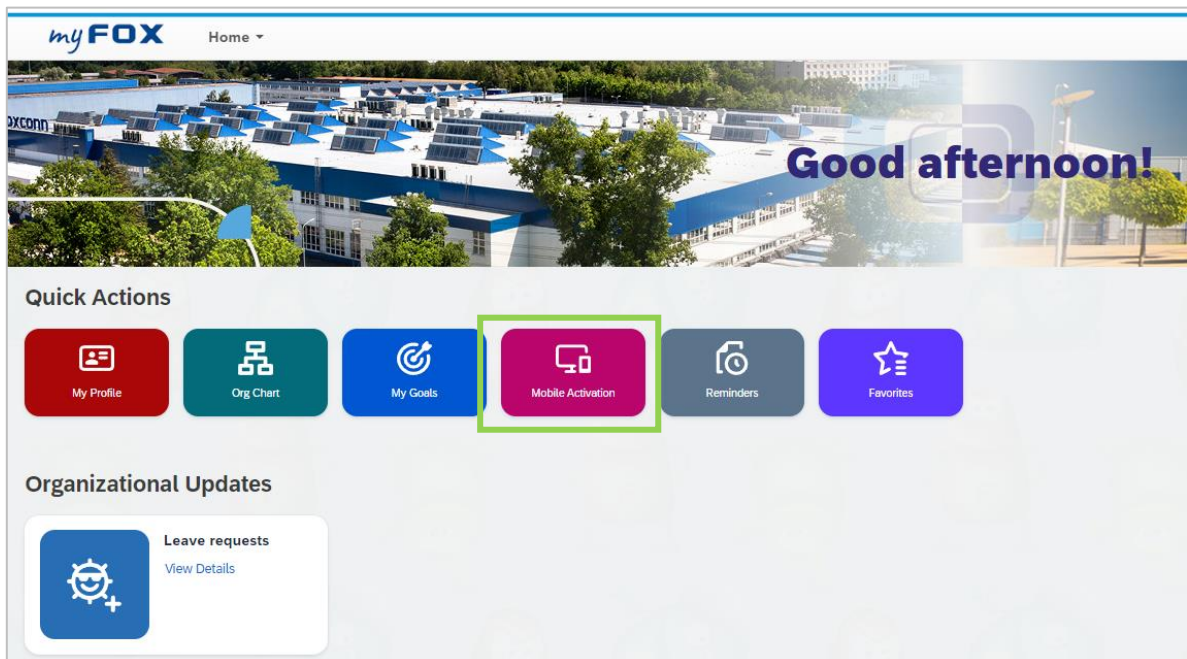 myFOX
Home
Good afternoon!
Quick Actions
My Profile
Org Chart
My Goals
Mobile Activation
Reminders
Favorites
Organizational Updates
Leave requests
View Details